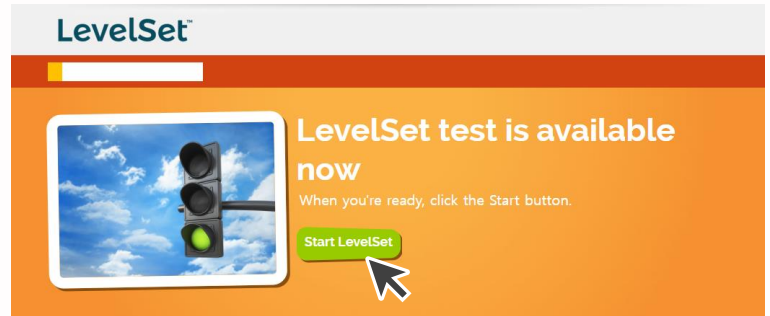 LevelSet™
LevelSet test is available
now
When you're ready, click the Start button.
Start LevelSet